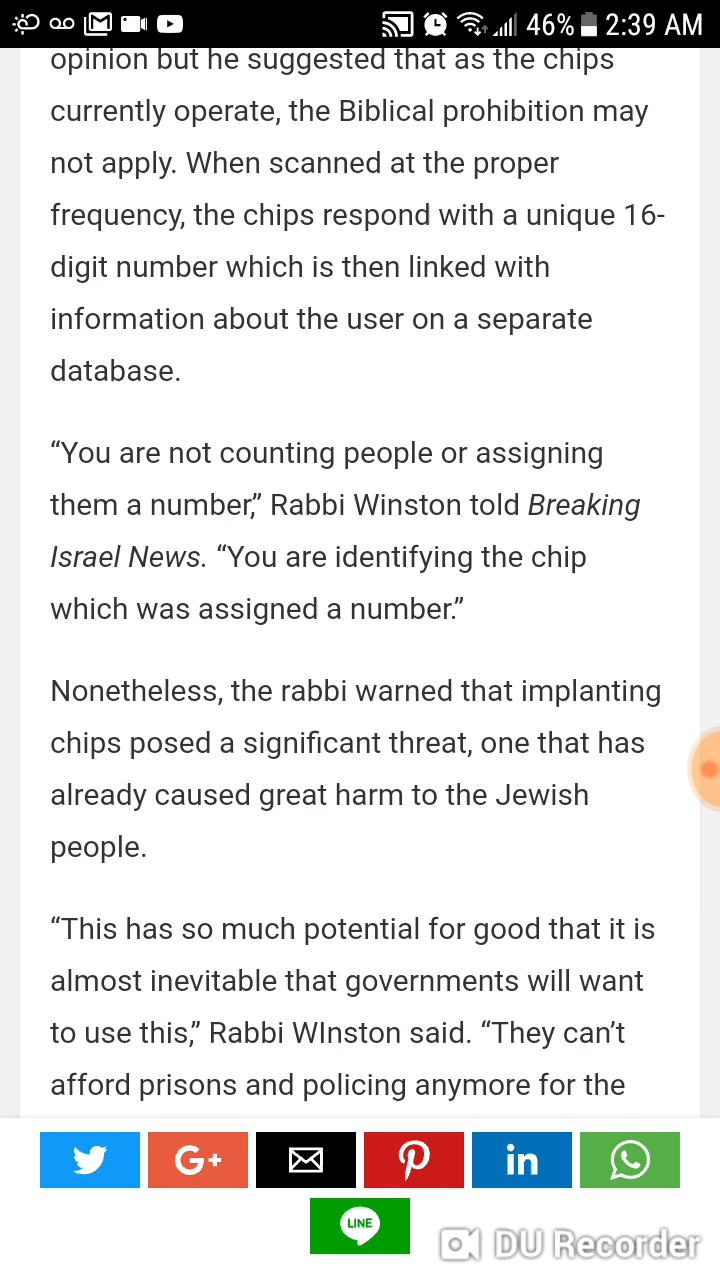 46% 2:39 AM
opinion but he suggested that as the chips
currently operate, the Biblical prohibition may
not apply. When scanned at the proper
frequency, the chips respond with a unique 16-
digit number which is then linked with
information about the user on a separate
database.
“You are not counting people or assigning
them a number,” Rabbi Winston told Breaking
Israel News. “You are identifying the chip
which was assigned a number.”
Nonetheless, the rabbi warned that implanting
chips posed a significant threat, one that has
already caused great harm to the Jewish
people.
“This has so much potential for good that it is
almost inevitable that governments will want
to use this,” Rabbi WInston said. “They can’t
afford prisons and policing anymore for the
G+ in
LINE
DU Recorder